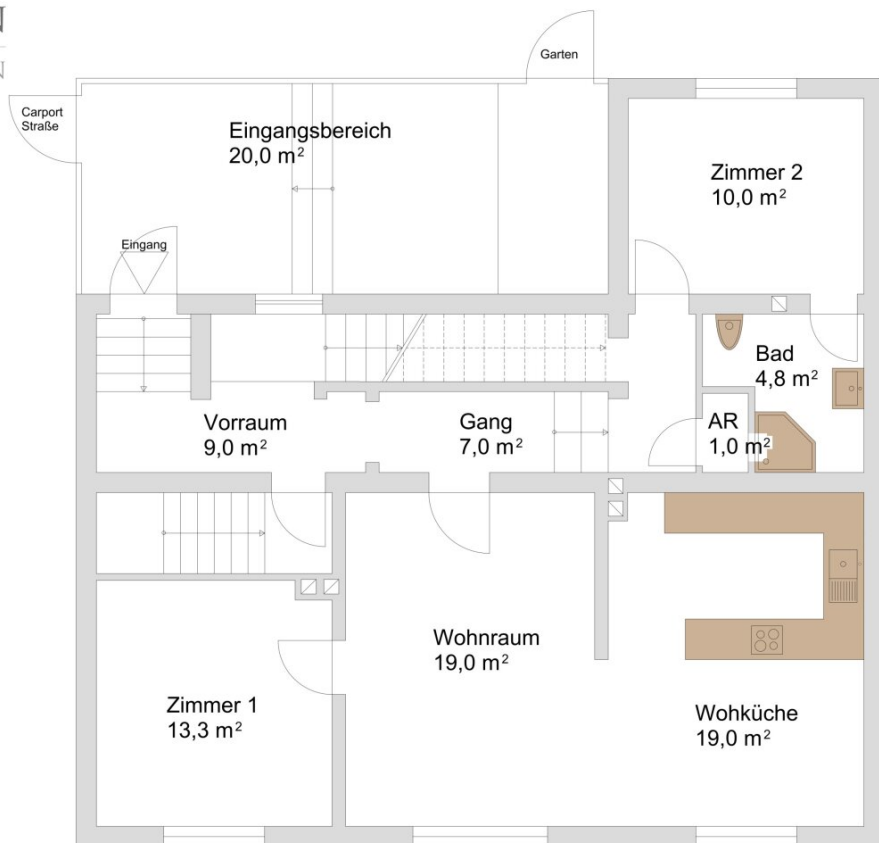 N
N
Garten
Carport
Straße
Eingangsbereich
20,0 m²
Zimmer 2
10,0 m²
Eingang
Bad
4,8 m²
Vorraum
9,0 m²
Gang
7,0 m²
AR
1,0 m²
Wohnraum
19,0 m²
Zimmer 1
13,3 m²
Wohküche
19,0 m²